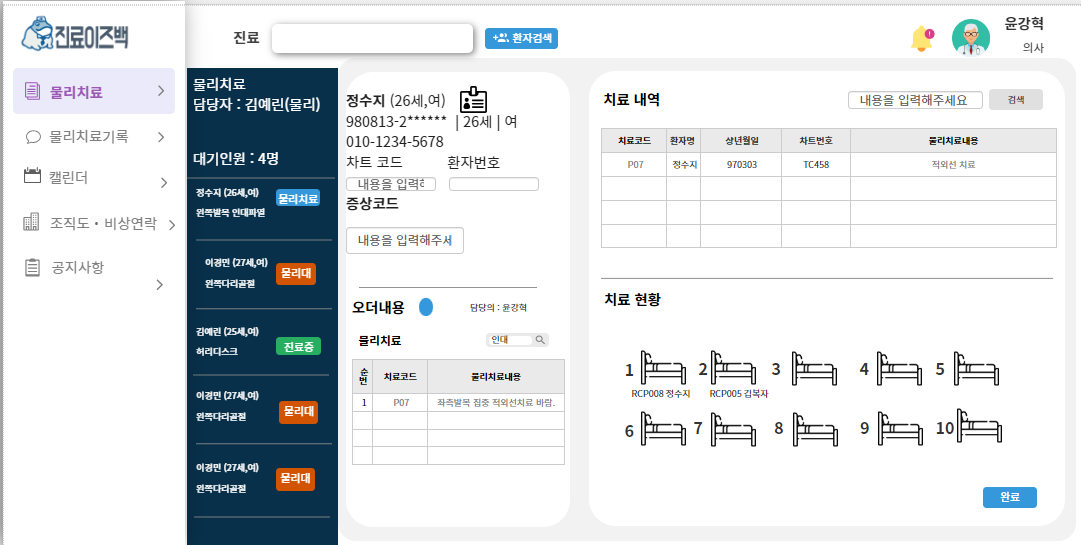 진료이즈백
물리치료
물리치료기록
캘린더
조직도 • 비상연락
공지사항
진료
환자검색
윤강혁
의사
물리치료
담당자 : 김예린(물리)
대기인원 : 4명
정수지 (26세,여)
왼쪽발목 인대파열
물리치료
이경민 (27세,여)
왼쪽다리골절
물리대
김예린 (25세,여)
허리디스크
진료중
이경민 (27세,여)
왼쪽다리골절
물리대
이경민 (27세,여)
왼쪽다리골절
물리대
정수지 (26세,여)
980813-2****** | 26세 | 여
010-1234-5678
차트 코드 환자번호
내용을 입력하
증상코드
내용을 입력해주세
오더내용 담당의 : 윤강혁
물리치료 인대
순번 치료코드 물리치료내용
1 P07 좌측발목 집중 적외선치료 바람.
치료 내역
내용을 입력해주세요 검색
치료코드 환자명 상년월일 차트번호 물리치료내용
P07 정수지 970303 TC458 적외선 치료
치료 현황
1 2 3 4 5
RCP008 정수지 RCP005 김복자
6 7 8 9 10
완료